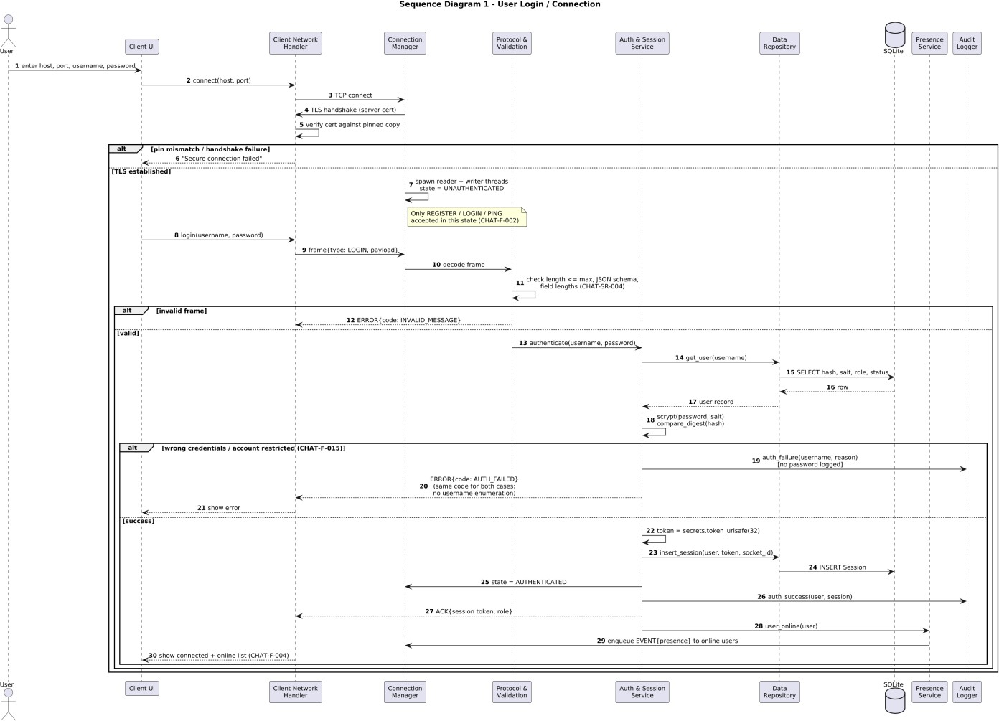 Sequence Diagram 1 - User Login / Connection
User
Client UI
Client Network
Handler
Connection
Manager
Protocol &
Validation
Auth & Session
Service
Data
Repository
SQLite
Presence
Service
Audit
Logger
1 enter host, port, username, password
2 connect(host, port)
3 TCP connect
4 TLS handshake (server cert)
5 verify cert against pinned copy
alt [pin mismatch / handshake failure]
6 "Secure connection failed"
[TLS established]
7 spawn reader + writer threads
state = UNAUTHENTICATED
Only REGISTER / LOGIN / PING
accepted in this state (CHAT-F-002)
8 login(username, password)
9 frame{type: LOGIN, payload}
10 decode frame
11 check length <= max, JSON schema,
field lengths (CHAT-SR-004)
alt [invalid frame]
12 ERROR{code: INVALID_MESSAGE}
[valid]
13 authenticate(username, password)
14 get_user(username)
15 SELECT hash, salt, role, status
16 row
17 user record
18 scrypt(password, salt)
compare_digest(hash)
alt [wrong credentials / account restricted (CHAT-F-015)]
19 auth_failure(username, reason)
[no password logged]
20 ERROR{code: AUTH_FAILED}
(same code for both cases:
no username enumeration)
21 show error
[success]
22 token = secrets.token_urlsafe(32)
23 insert_session(user, token, socket_id)
24 INSERT Session
25 state = AUTHENTICATED
26 auth_success(user, session)
27 ACK{session token, role}
28 user_online(user)
29 enqueue EVENT{presence} to online users
30 show connected + online list (CHAT-F-004)
User
Client UI
Client Network
Handler
Connection
Manager
Protocol &
Validation
Auth & Session
Service
Data
Repository
SQLite
Presence
Service
Audit
Logger